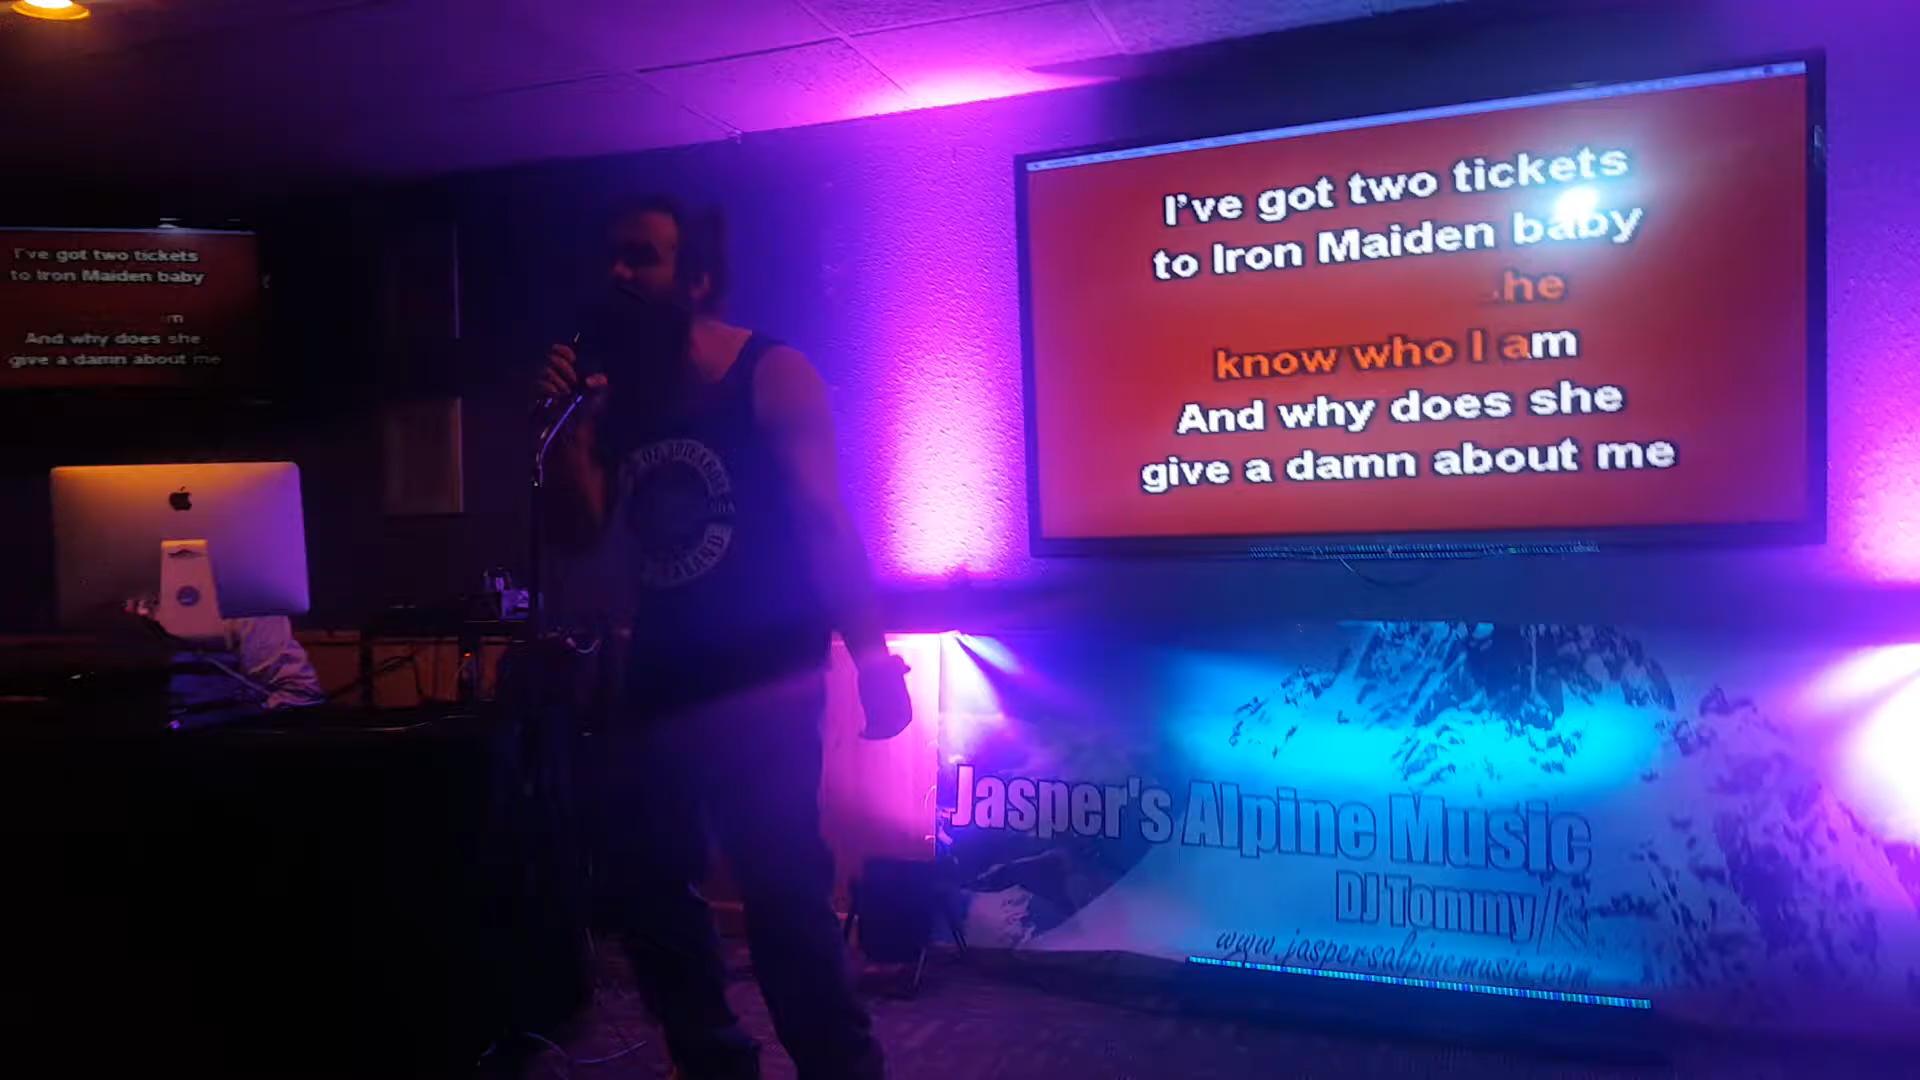 I've got two tickets
to Iron Maiden baby
he
know who I am
And why does she
give a damn about me
I've got two tickets
to Iron Maiden baby
m
And why does she
give a damn about me
Jasper's Alpine Music
DJ Tommy
www.jaspersalpinemusic.com